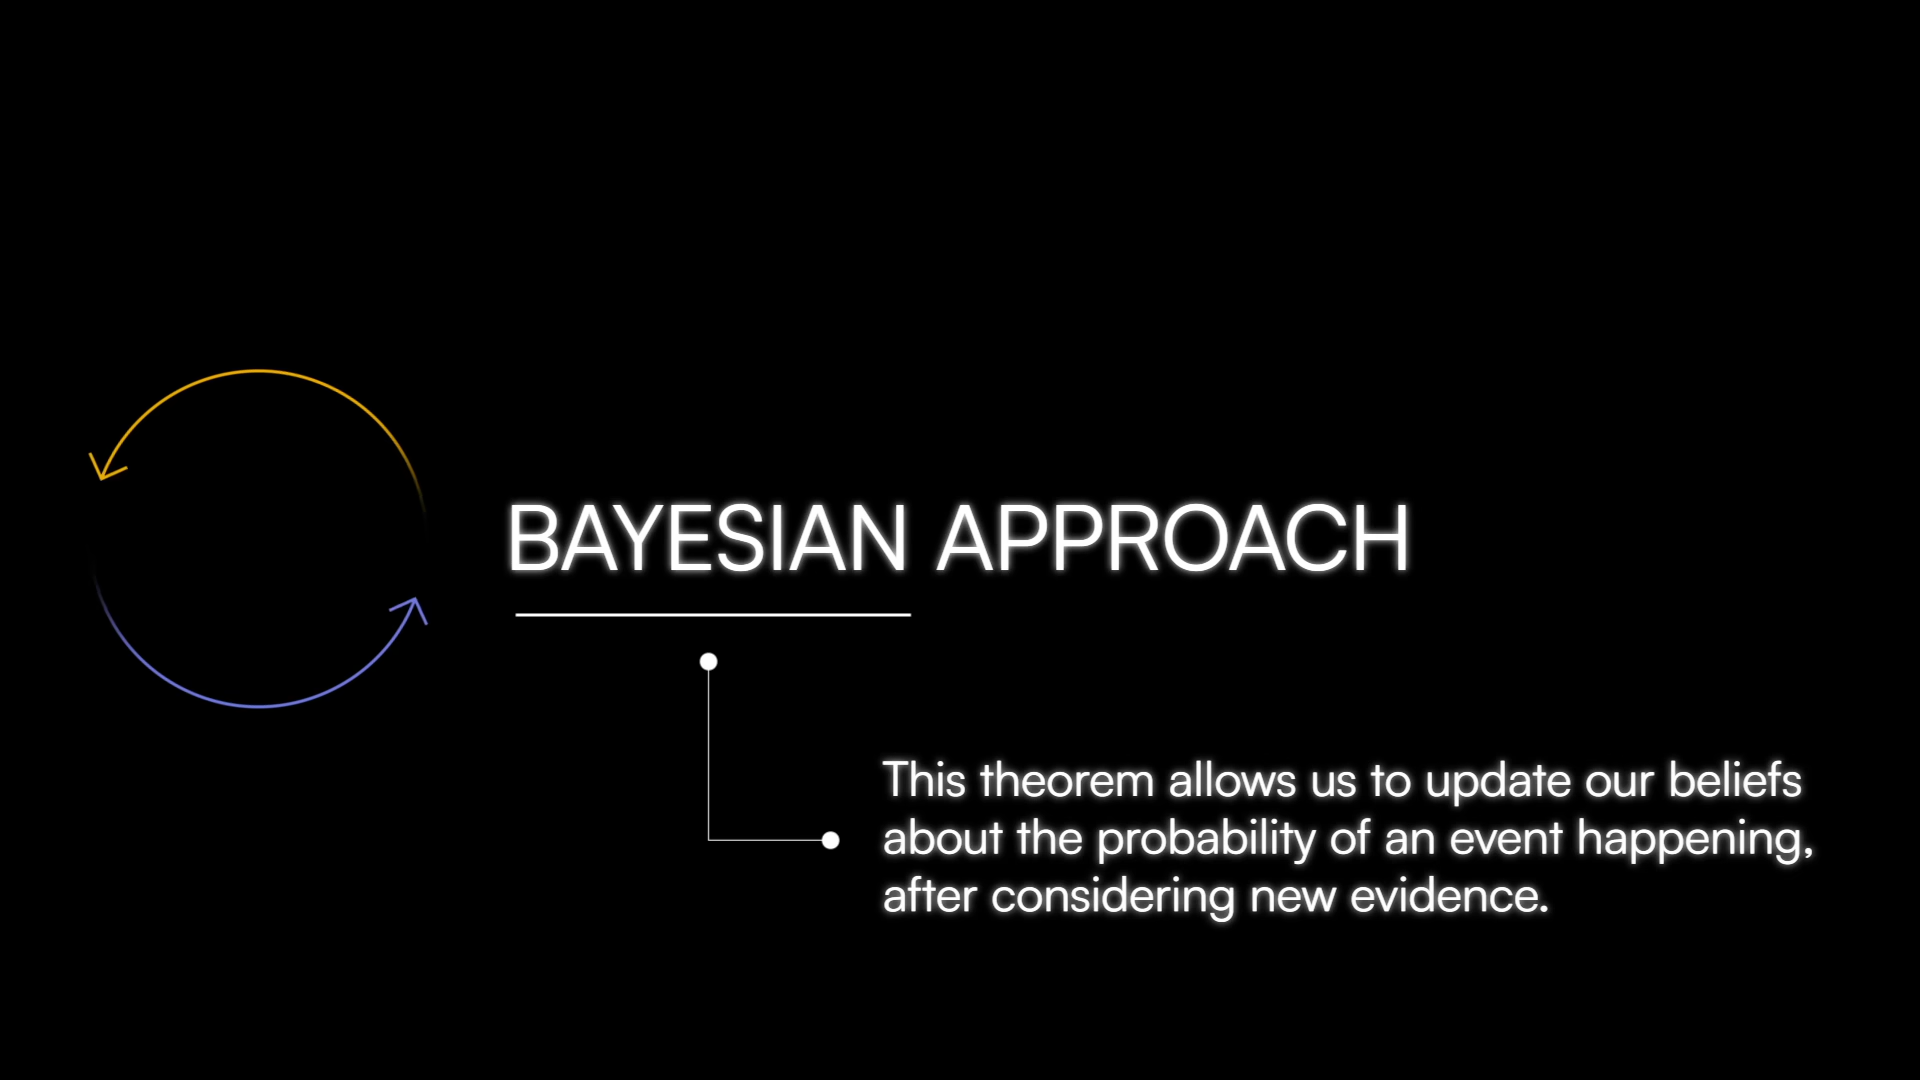 BAYESIAN APPROACH
This theorem allows us to update our beliefs
about the probability of an event happening,
after considering new evidence.